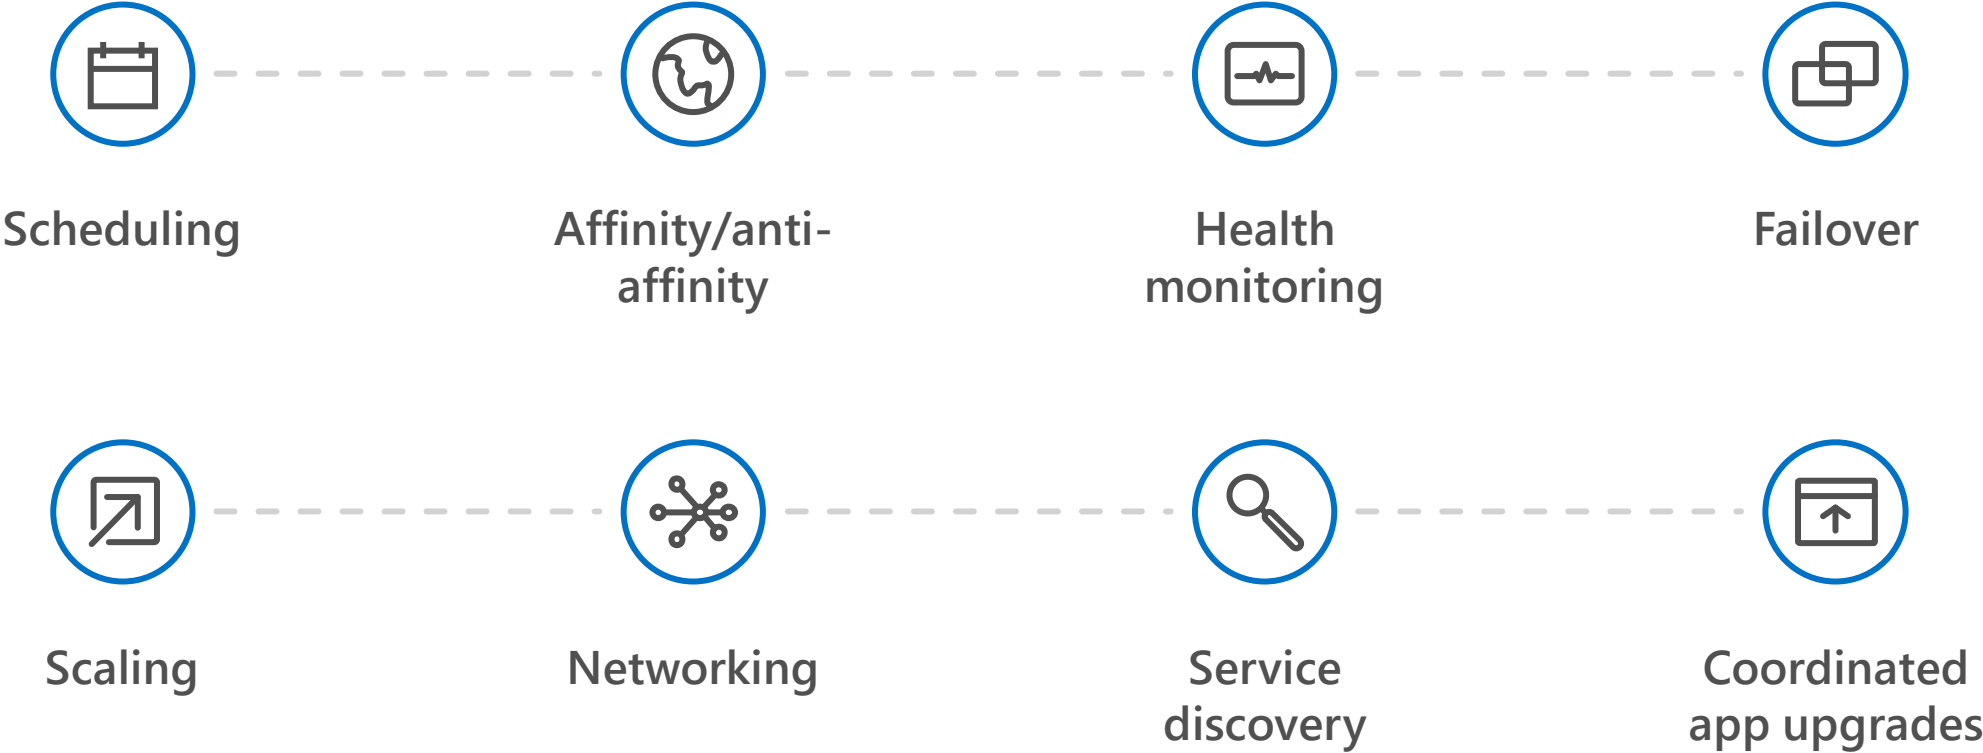 Scheduling
Affinity/anti-
affinity
Health
monitoring
Failover
Scaling
Networking
Service
discovery
Coordinated
app upgrades